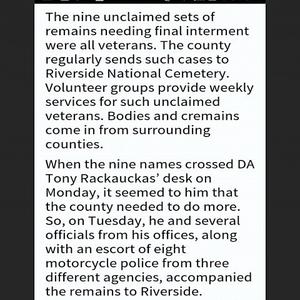 The nine unclaimed sets of
remains needing final interment
were all veterans. The county
regularly sends such cases to
Riverside National Cemetery.
Volunteer groups provide weekly
services for such unclaimed
veterans. Bodies and cremains
come in from surrounding
counties.
When the nine names crossed DA
Tony Rackauckas' desk on
Monday, it seemed to him that
the county needed to do more.
So, on Tuesday, he and several
officials from his offices, along
with an escort of eight
motorcycle police from three
different agencies, accompanied
the remains to Riverside.